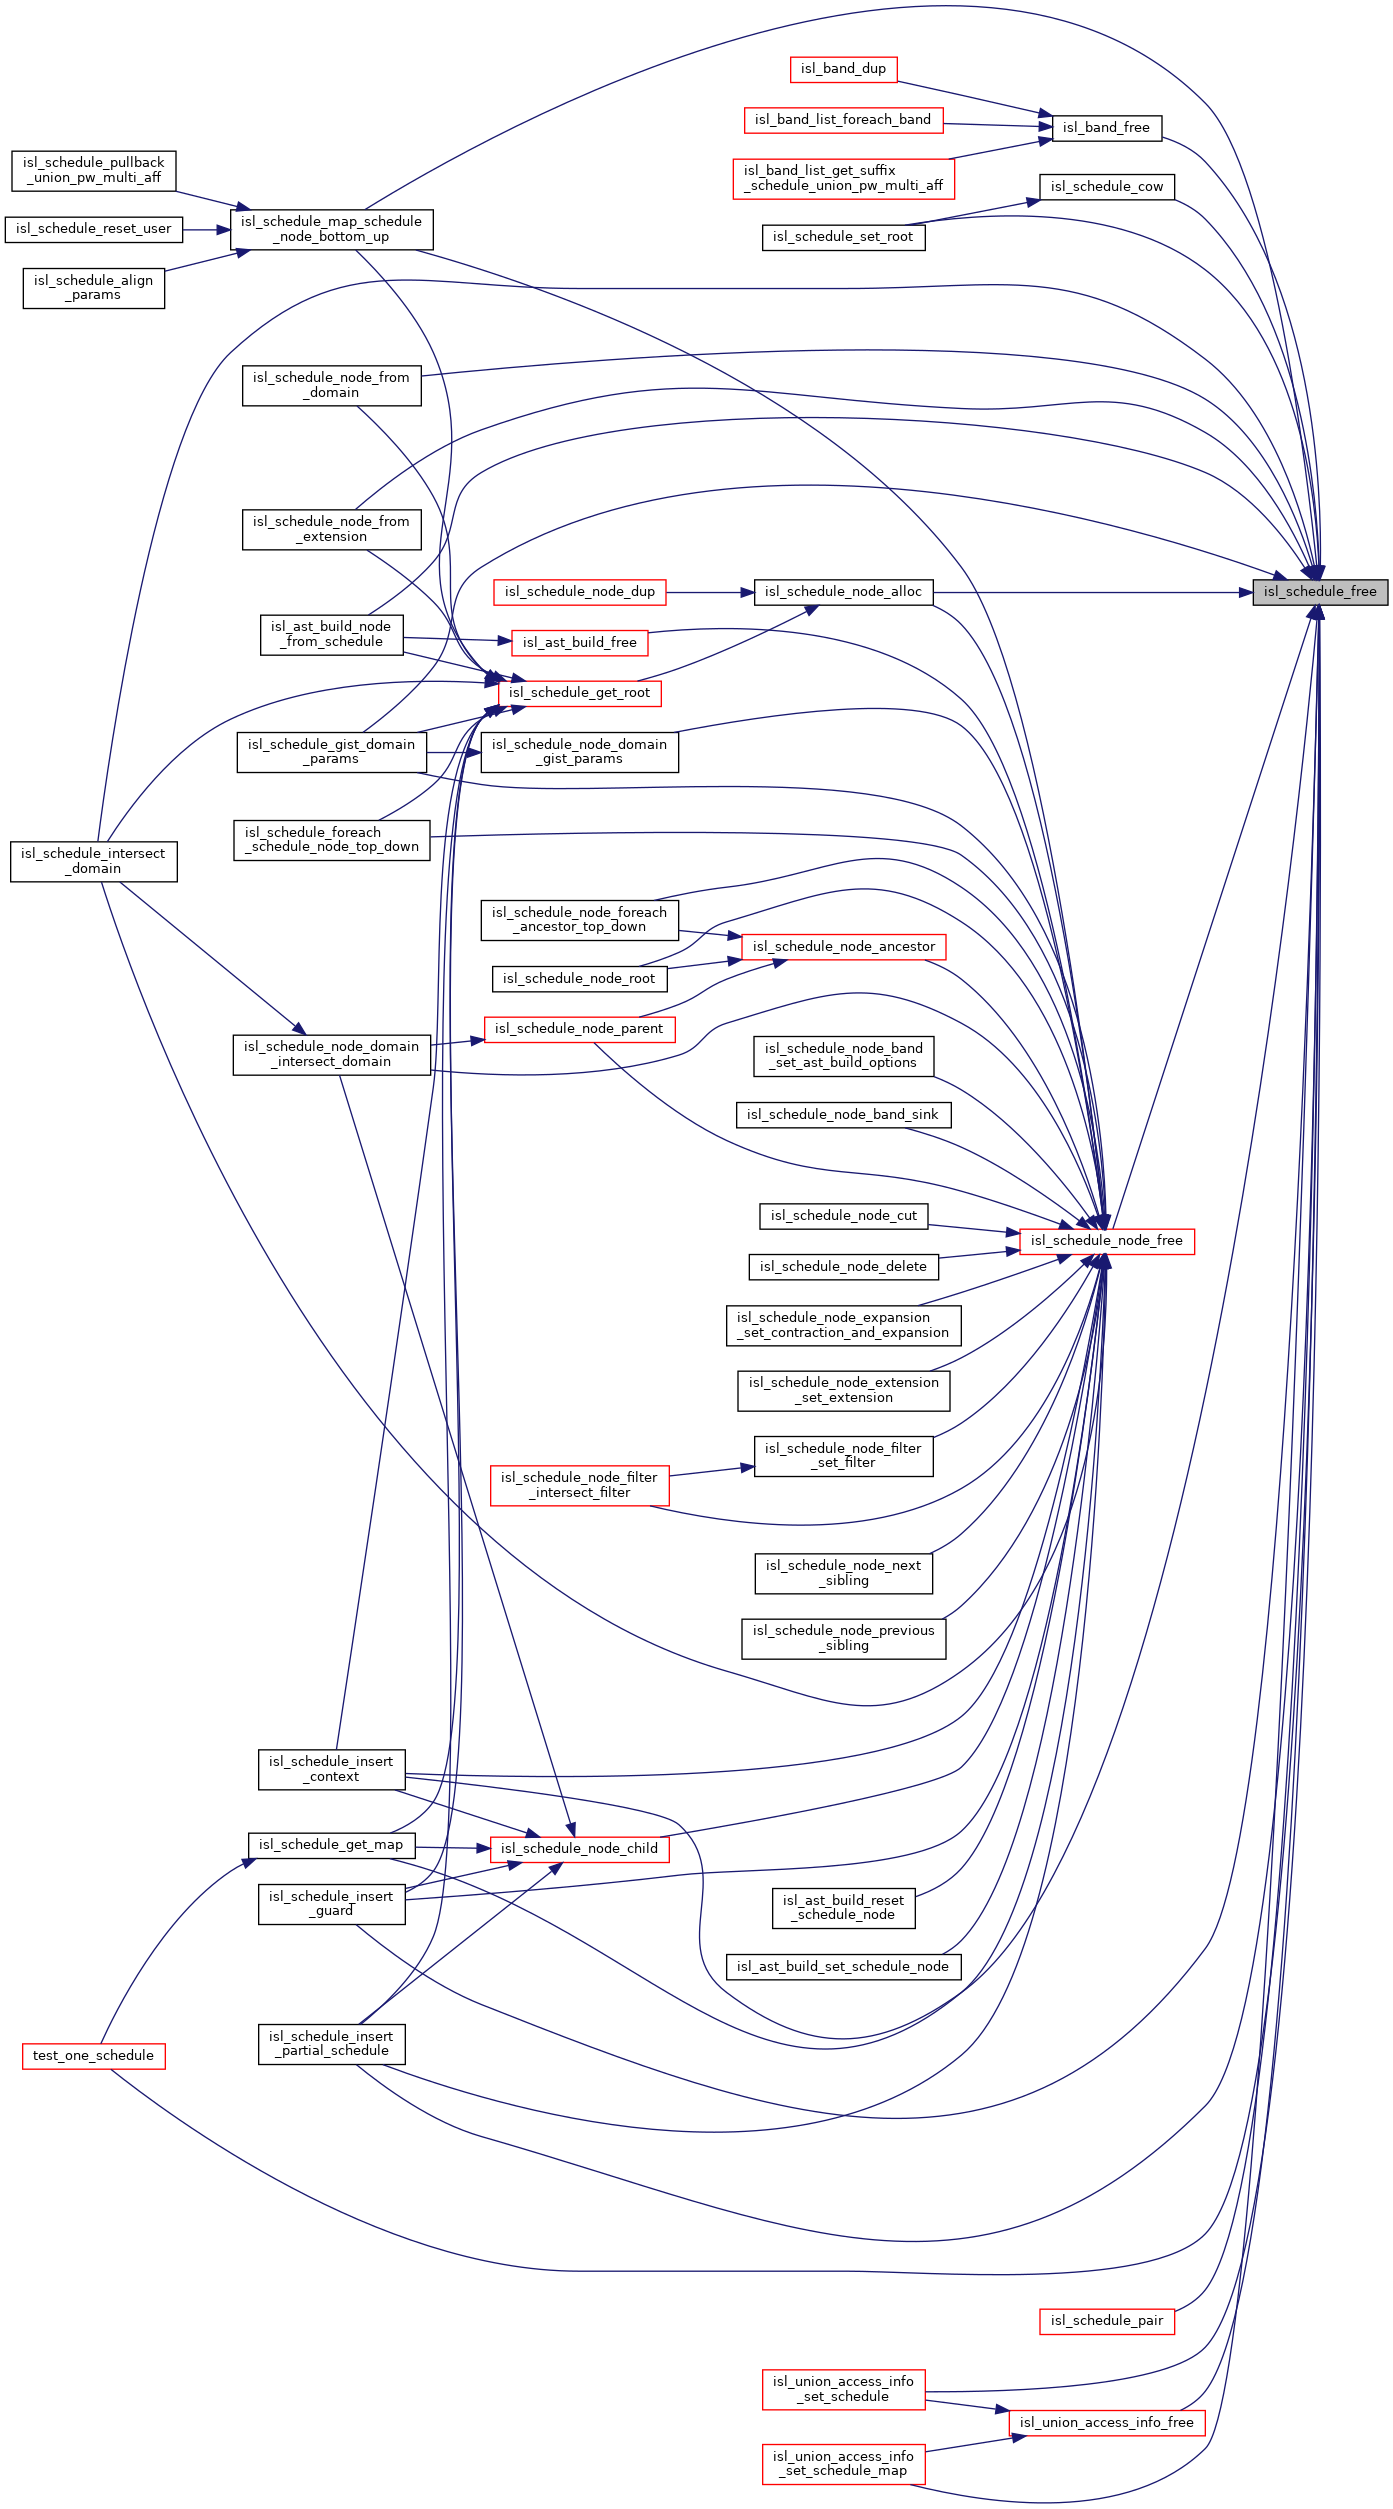 isl_band_dup
isl_band_list_foreach_band
isl_band_free
isl_schedule_pullback
_union_pw_multi_aff
isl_band_list_get_suffix
_schedule_union_pw_multi_aff
isl_schedule_cow
isl_schedule_reset_user
isl_schedule_map_schedule
_node_bottom_up
isl_schedule_set_root
isl_schedule_align
_params
isl_schedule_node_from
_domain
isl_schedule_node_from
_extension
isl_schedule_node_dup
isl_schedule_node_alloc
isl_schedule_free
isl_ast_build_node
_from_schedule
isl_ast_build_free
isl_schedule_get_root
isl_schedule_gist_domain
_params
isl_schedule_node_domain
_gist_params
isl_schedule_foreach
_schedule_node_top_down
isl_schedule_intersect
_domain
isl_schedule_node_foreach
_ancestor_top_down
isl_schedule_node_ancestor
isl_schedule_node_root
isl_schedule_node_parent
isl_schedule_node_domain
_intersect_domain
isl_schedule_node_band
_set_ast_build_options
isl_schedule_node_band_sink
isl_schedule_node_cut
isl_schedule_node_free
isl_schedule_node_delete
isl_schedule_node_expansion
_set_contraction_and_expansion
isl_schedule_node_extension
_set_extension
isl_schedule_node_filter
_set_filter
isl_schedule_node_filter
_intersect_filter
isl_schedule_node_next
_sibling
isl_schedule_node_previous
_sibling
isl_schedule_insert
_context
isl_schedule_get_map
isl_schedule_node_child
isl_schedule_insert
_guard
isl_ast_build_reset
_schedule_node
isl_ast_build_set_schedule_node
isl_schedule_insert
_partial_schedule
test_one_schedule
isl_schedule_pair
isl_union_access_info
_set_schedule
isl_union_access_info_free
isl_union_access_info
_set_schedule_map